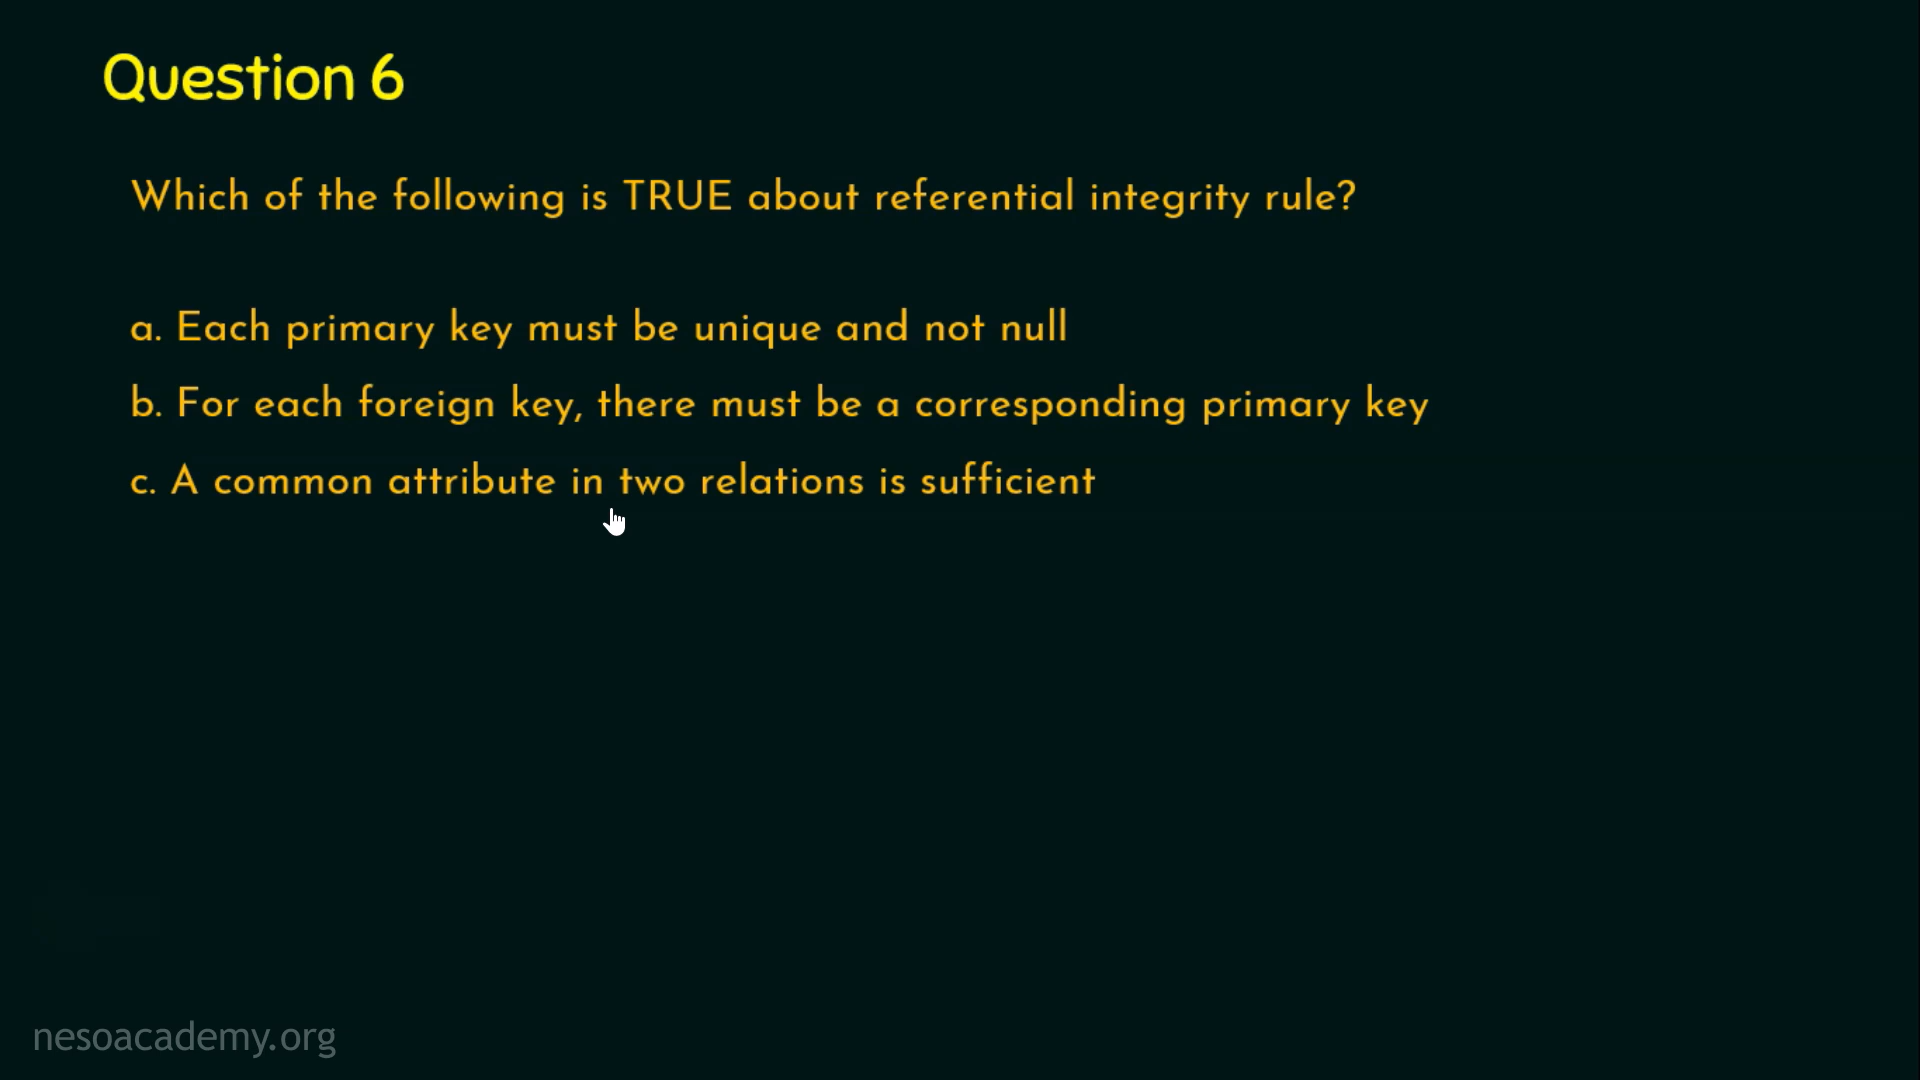 Question 6
Which of the following is TRUE about referential integrity rule?
a. Each primary key must be unique and not null
b. For each foreign key, there must be a corresponding primary key
c. A common attribute in two relations is sufficient
nesoacademy.org